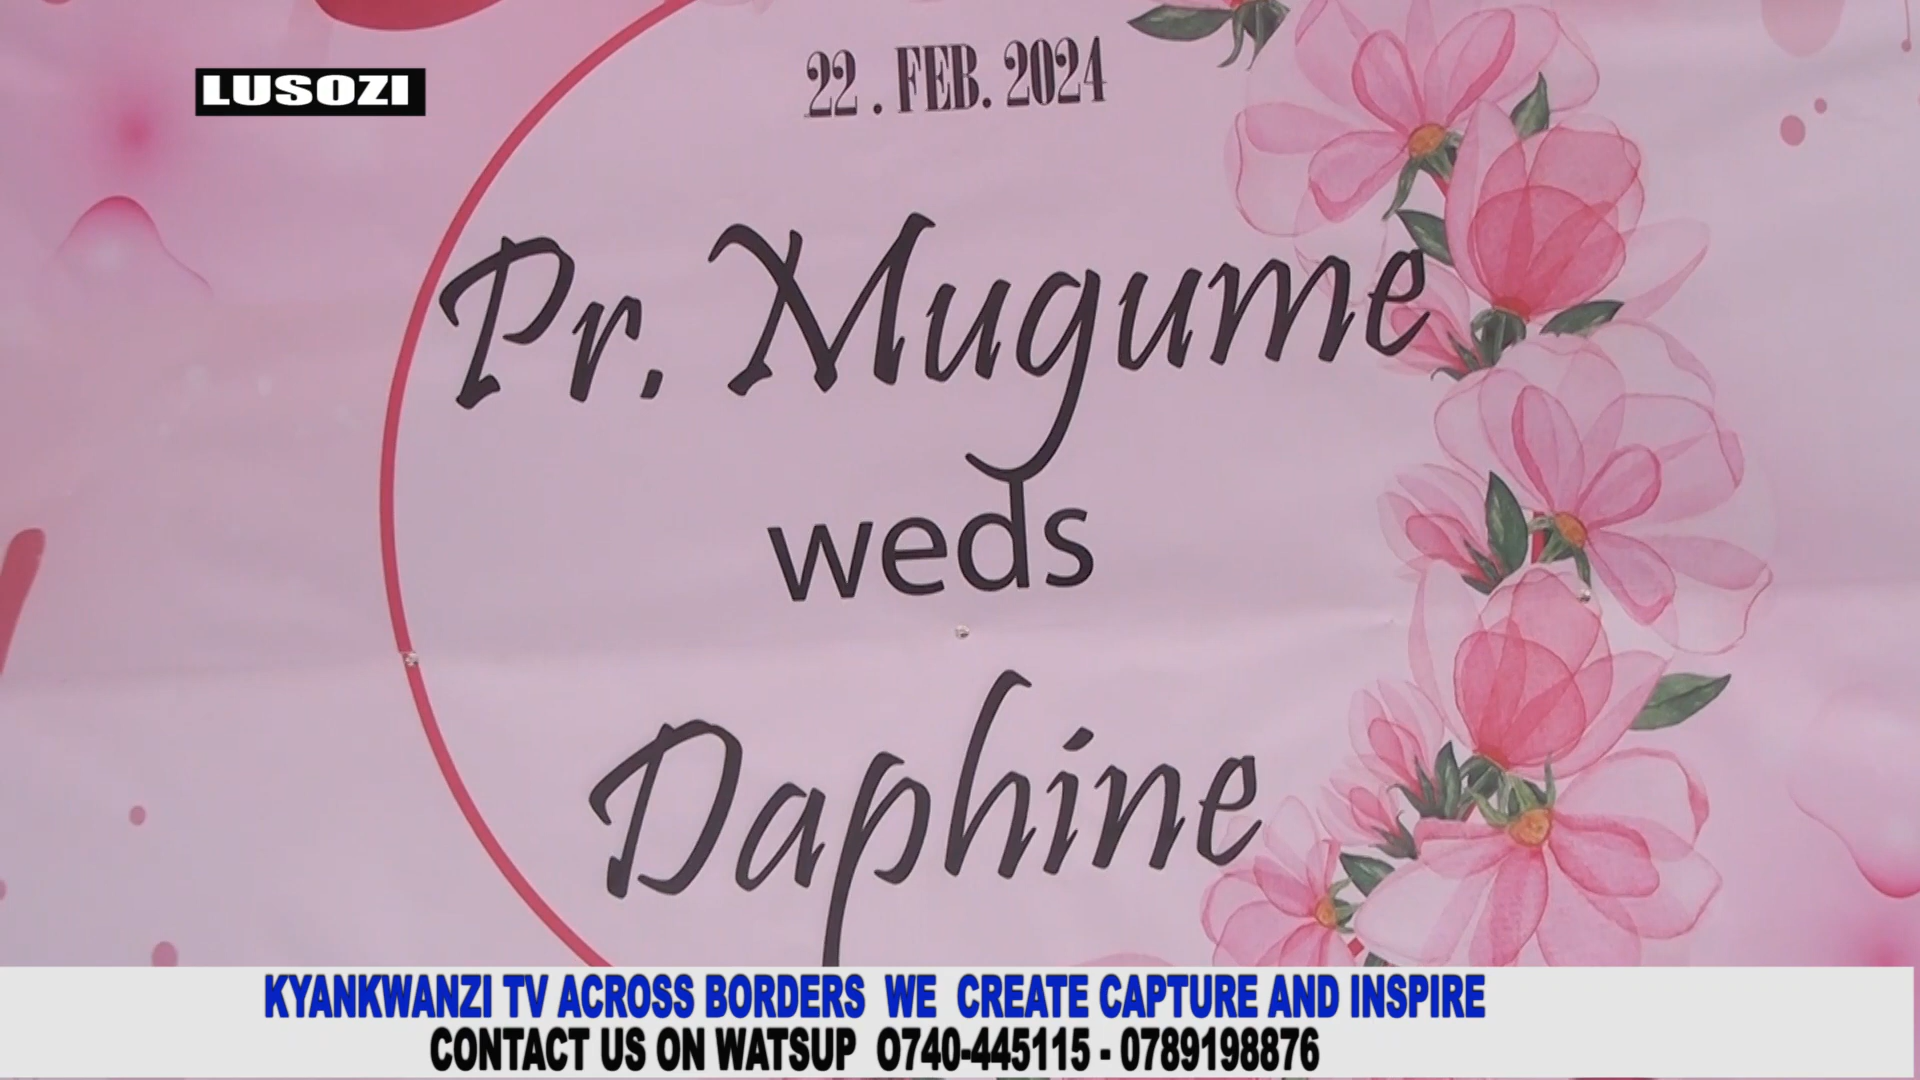 LUSOZI
22 . FEB. 2024
Pr. Mugume
weds
Daphine
KYANKWANZI TV ACROSS BORDERS WE CREATE CAPTURE AND INSPIRE
CONTACT US ON WATSUP O740-445115 - 0789198876